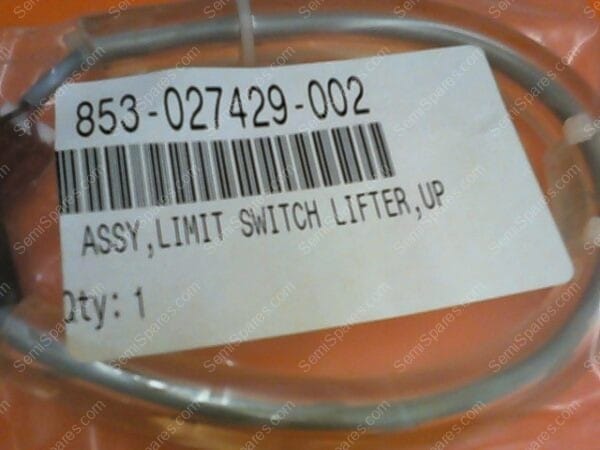 853-027429-002
ASSY,LIMIT SWITCH LIFTER,UP
Qty: 1
SemiSpares.com